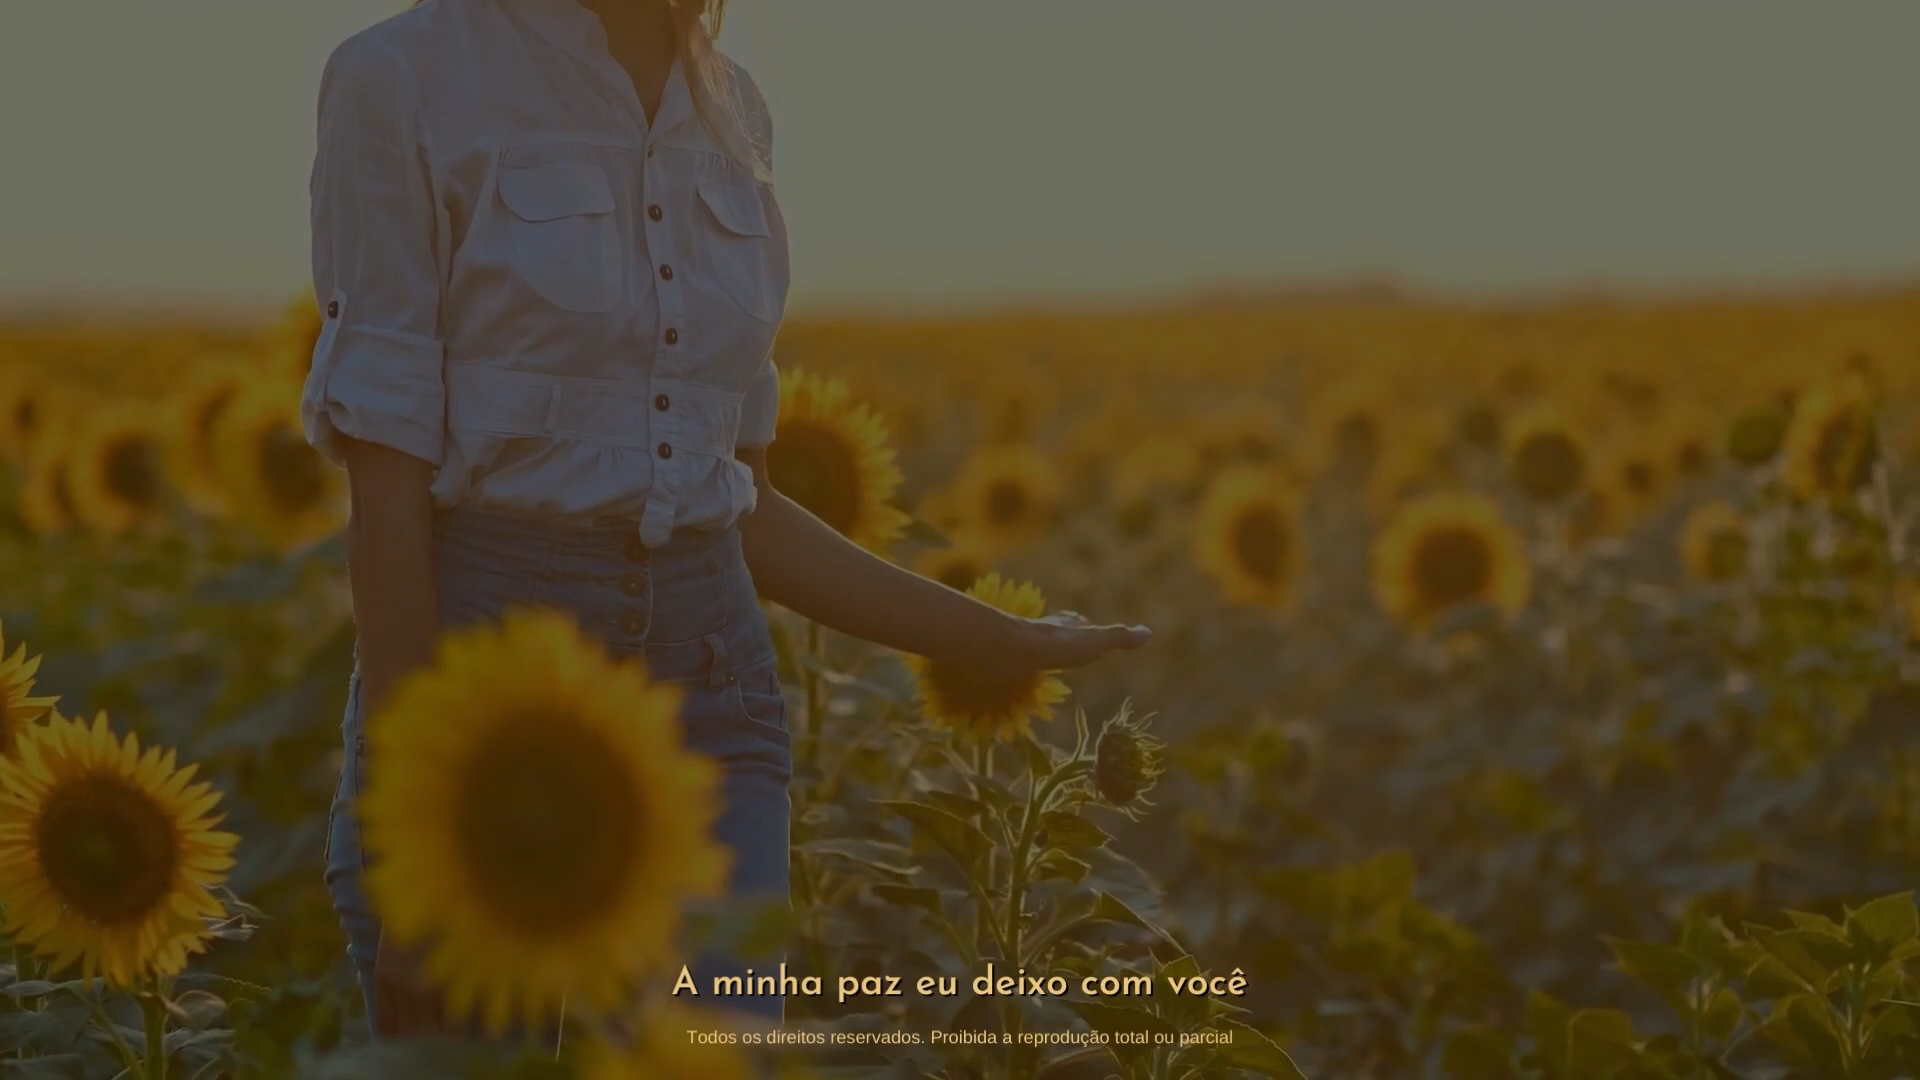 A minha paz eu deixo com você
Todos os direitos reservados. Proibida a reprodução total ou parcial